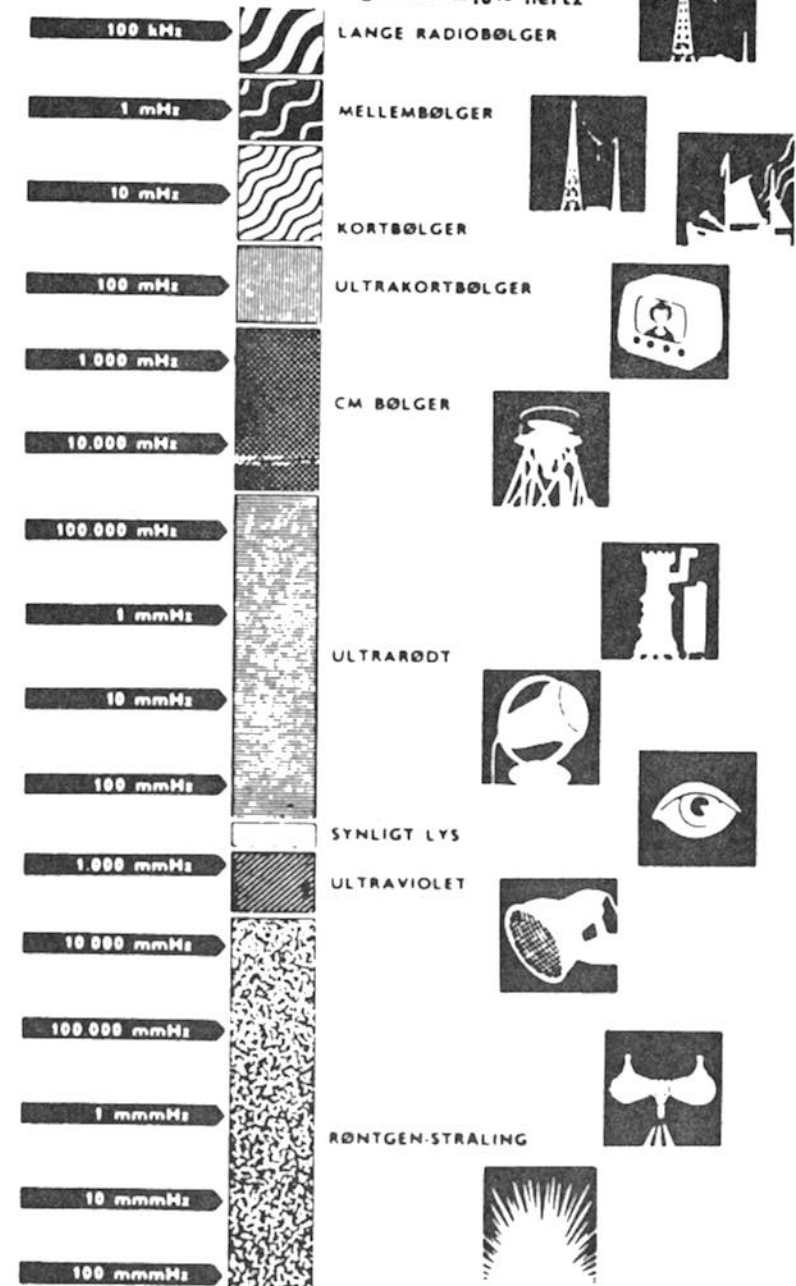 hertz
100 kHz
LANGE RADIOBØLGER
1 mHz
MELLEMBØLGER
10 mHz
KORTBØLGER
100 mHz
ULTRAKORTBØLGER
1.000 mHz
CM BØLGER
10.000 mHz
100.000 mHz
1 mmHz
ULTRARØDT
10 mmHz
100 mmHz
SYNLIGT LYS
1.000 mmHz
ULTRAVIOLET
10.000 mmHz
100.000 mmHz
1 mmmHz
RØNTGEN-STRALING
10 mmmHz
100 mmmHz